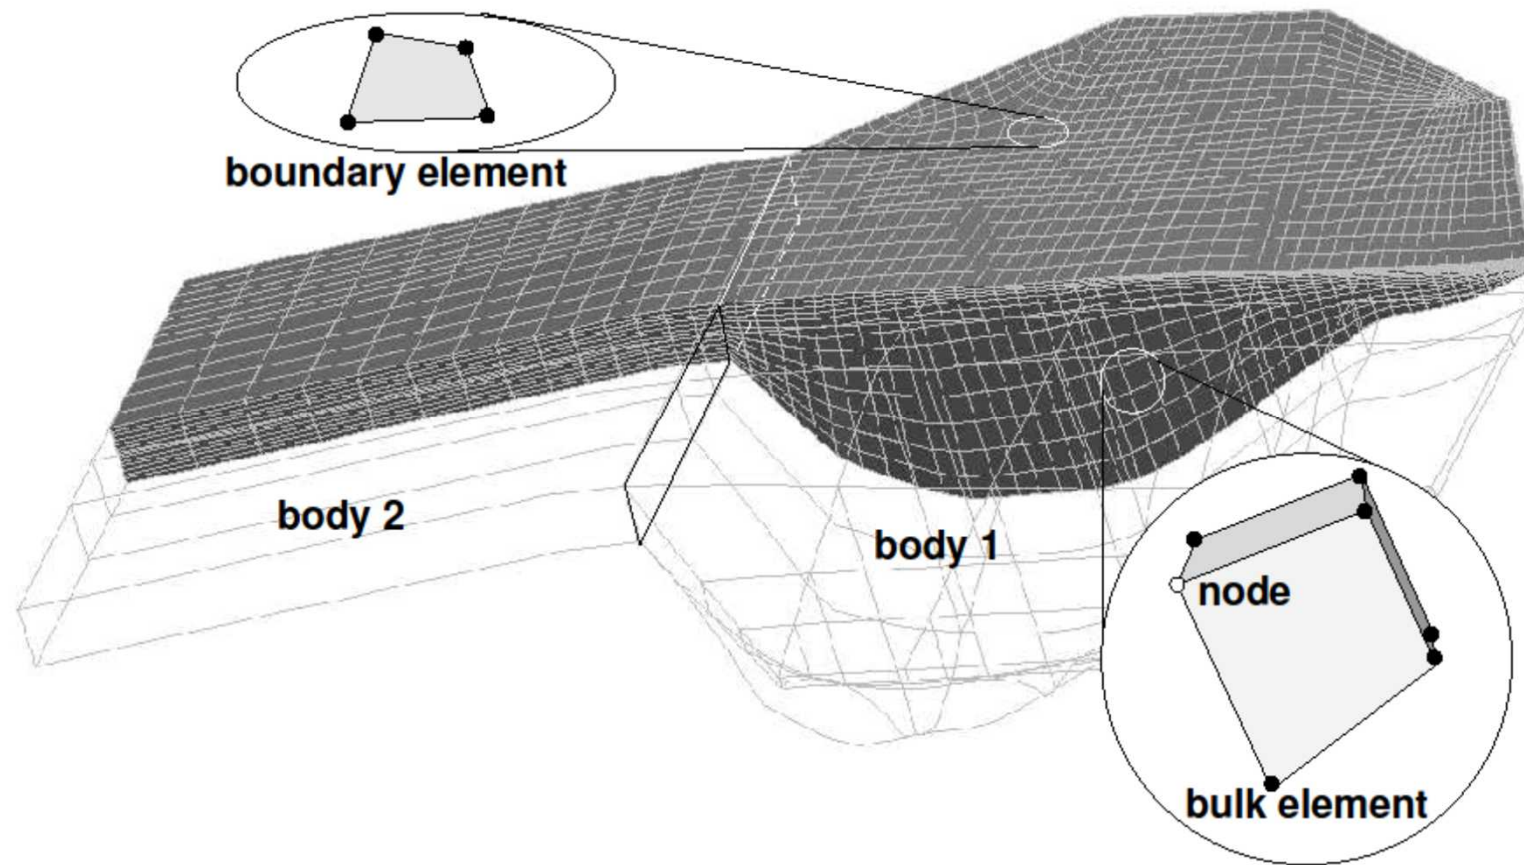 boundary element
body 2
body 1
node
bulk element